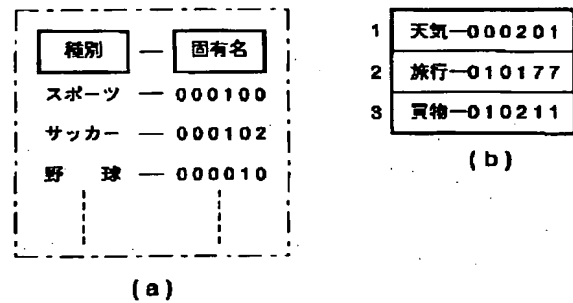 種別 — 固有名
スポーツ — 000100
サッカー — 000102
野 球 — 000010
(a)
1 天気—000201
2 旅行—010177
3 買物—010211
(b)